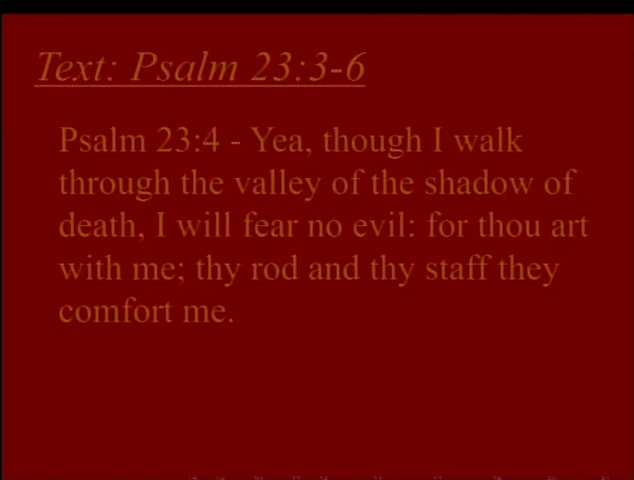 Text: Psalm 23:3-6
Psalm 23:4 - Yea, though I walk
through the valley of the shadow of
death, I will fear no evil: for thou art
with me; thy rod and thy staff they
comfort me.